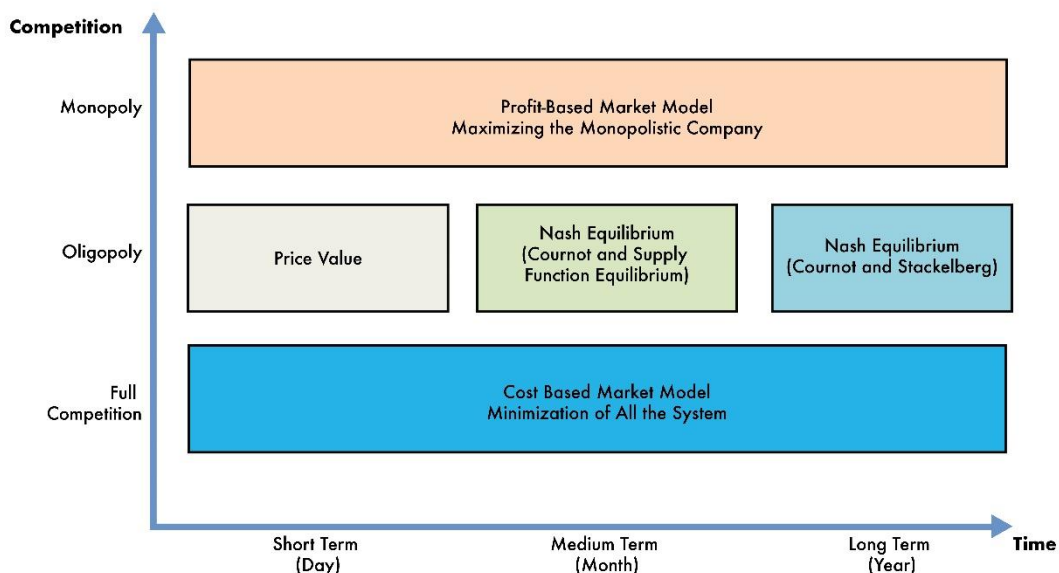 Competition
Monopoly
Profit-Based Market Model
Maximizing the Monopolistic Company
Oligopoly
Price Value
Nash Equilibrium
(Cournot and Supply
Function Equilibrium)
Nash Equilibrium
(Cournot and Stackelberg)
Full
Competition
Cost Based Market Model
Minimization of All the System
Short Term
(Day)
Medium Term
(Month)
Long Term
(Year)
Time